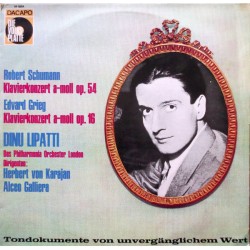 DACAPO
Robert Schumann
Klavierkonzert a-moll op. 54
Edvard Grieg
Klavierkonzert a-moll op. 16
DINU LIPATTI
Das Philharmonia Orchester London
Dirigenten:
Herbert von Karajan
Alceo Galliera
Tondokumente von unvergänglichem Wert